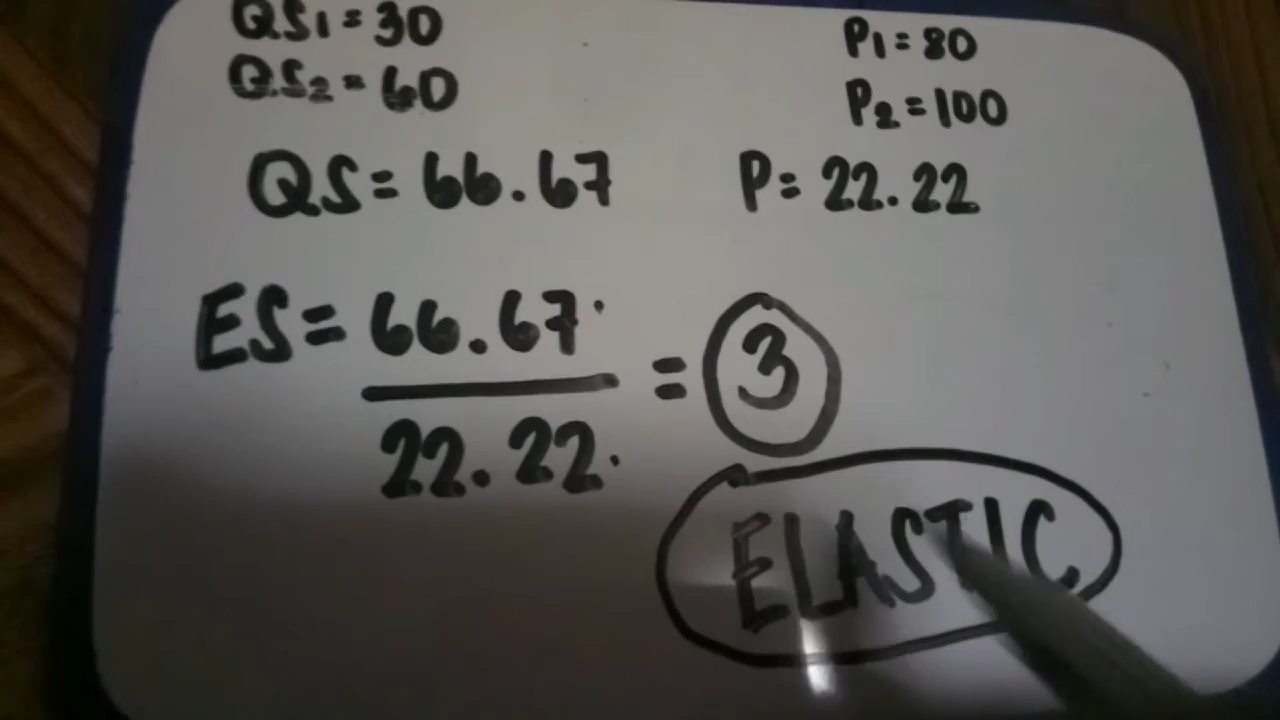 QS1 = 30
P1 = 80
QS2 = 60
P2 = 100
QS = 66.67
P = 22.22
ES = 66.67 / 22.22 = 3
ELASTIC